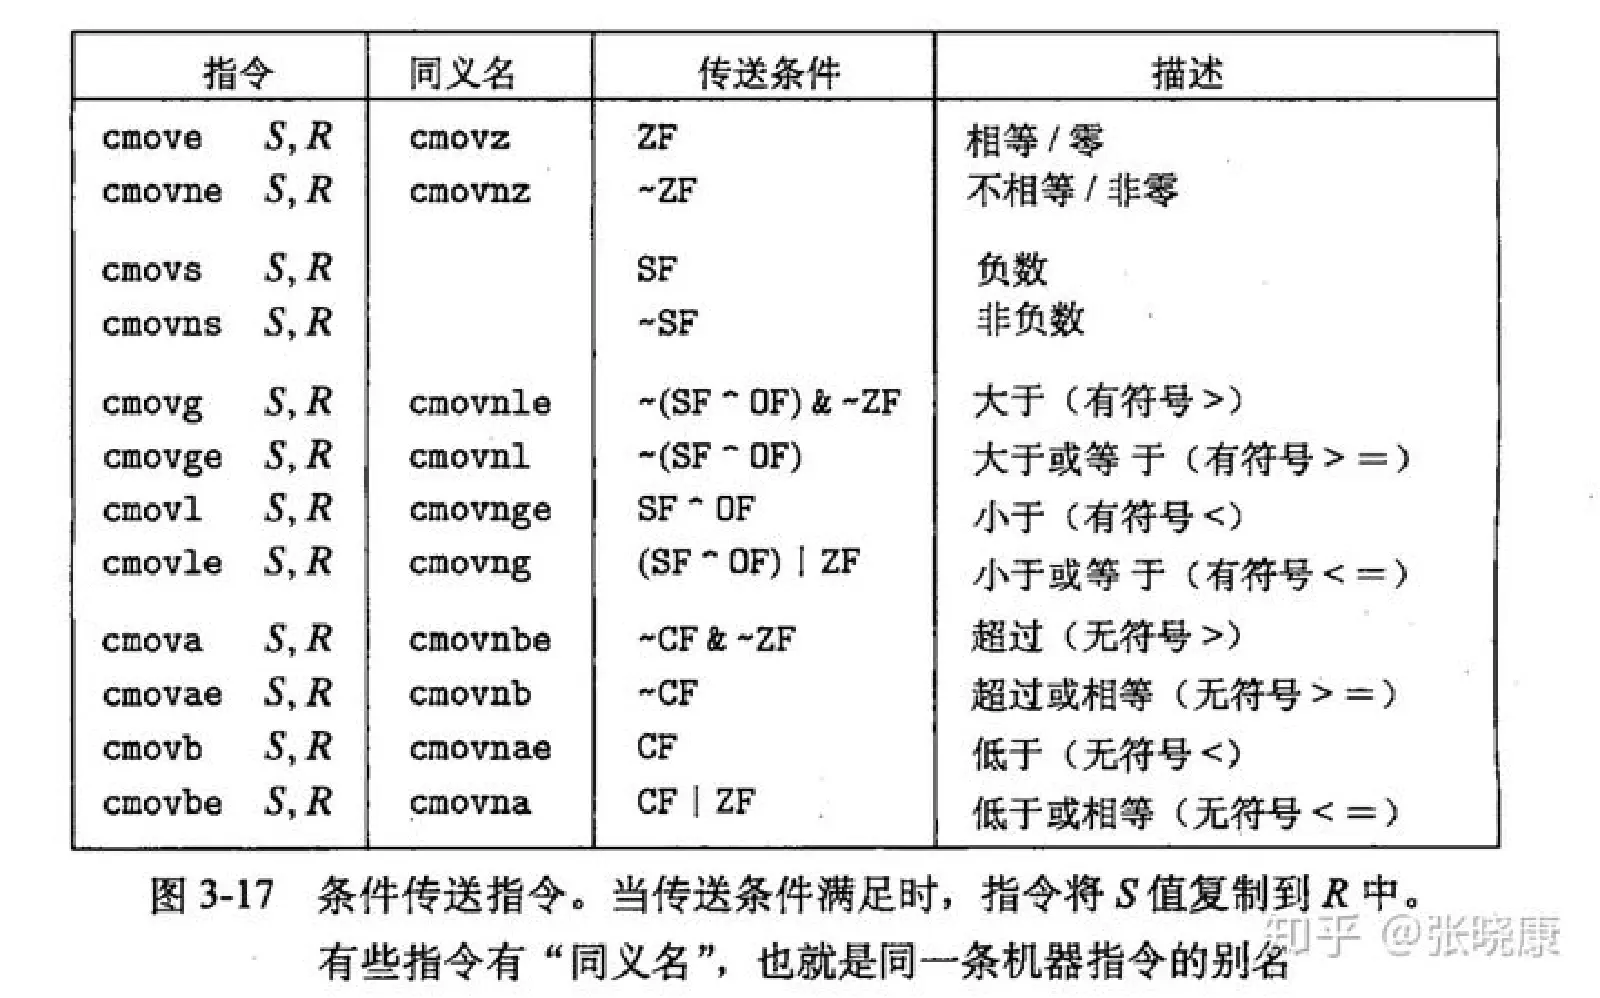 指令 同义名 传送条件 描述
cmove S, R cmovz ZF 相等 / 零
cmovne S, R cmovnz ~ZF 不相等 / 非零
cmovs S, R SF 负数
cmovns S, R ~SF 非负数
cmovg S, R cmovnle ~(SF ^ OF) & ~ZF 大于（有符号>）
cmovge S, R cmovnl ~(SF ^ OF) 大于或等 于（有符号 > =）
cmovl S, R cmovnge SF ^ OF 小于（有符号<）
cmovle S, R cmovng (SF ^ OF) | ZF 小于或等 于（有符号 < =）
cmova S, R cmovnbe ~CF & ~ZF 超过（无符号>）
cmovae S, R cmovnb ~CF 超过或相等（无符号 > =）
cmovb S, R cmovnae CF 低于（无符号<）
cmovbe S, R cmovna CF | ZF 低于或相等（无符号 < =）
图 3-17 条件传送指令。当传送条件满足时，指令将 S 值复制到 R 中。
有些指令有“同义名”，也就是同一条机器指令的别名
知乎 @张晓康